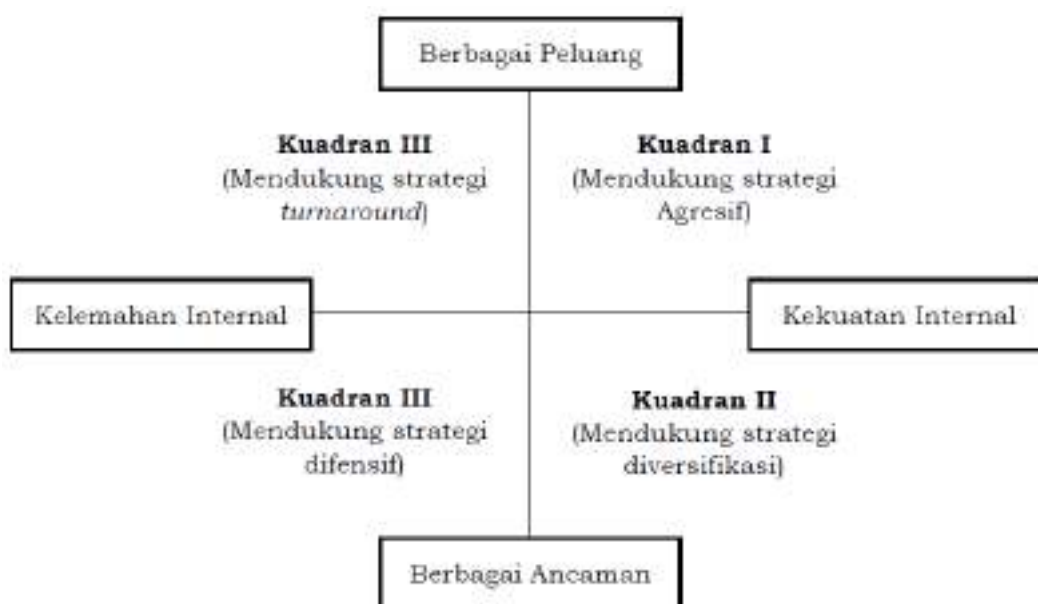 Berbagai Peluang
Kuadran III
(Mendukung strategi
turnaround)
Kuadran I
(Mendukung strategi
Agresif)
Kelemahan Internal
Kekuatan Internal
Kuadran III
(Mendukung strategi
difensif)
Kuadran II
(Mendukung strategi
diversifikasi)
Berbagai Ancaman